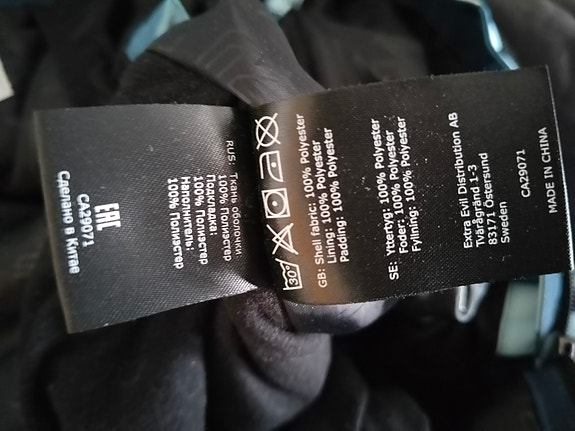 30°
GB: Shell fabric: 100% Polyester
Lining: 100% Polyester
Padding: 100% Polyester
SE: Yttertyg: 100% Polyester
Foder: 100% Polyester
Fyllning: 100% Polyester
Extra Evil Distribution AB
Tvärågränd 1-3
83171 Östersund
Sweden
CA29071
MADE IN CHINA
RUS: Ткань оболочки
100% Полиэстер
Подкладка:
100% Полиэстер
Наполнитель:
100% Полиэстер
EAC
CA29071
Сделано в Китае